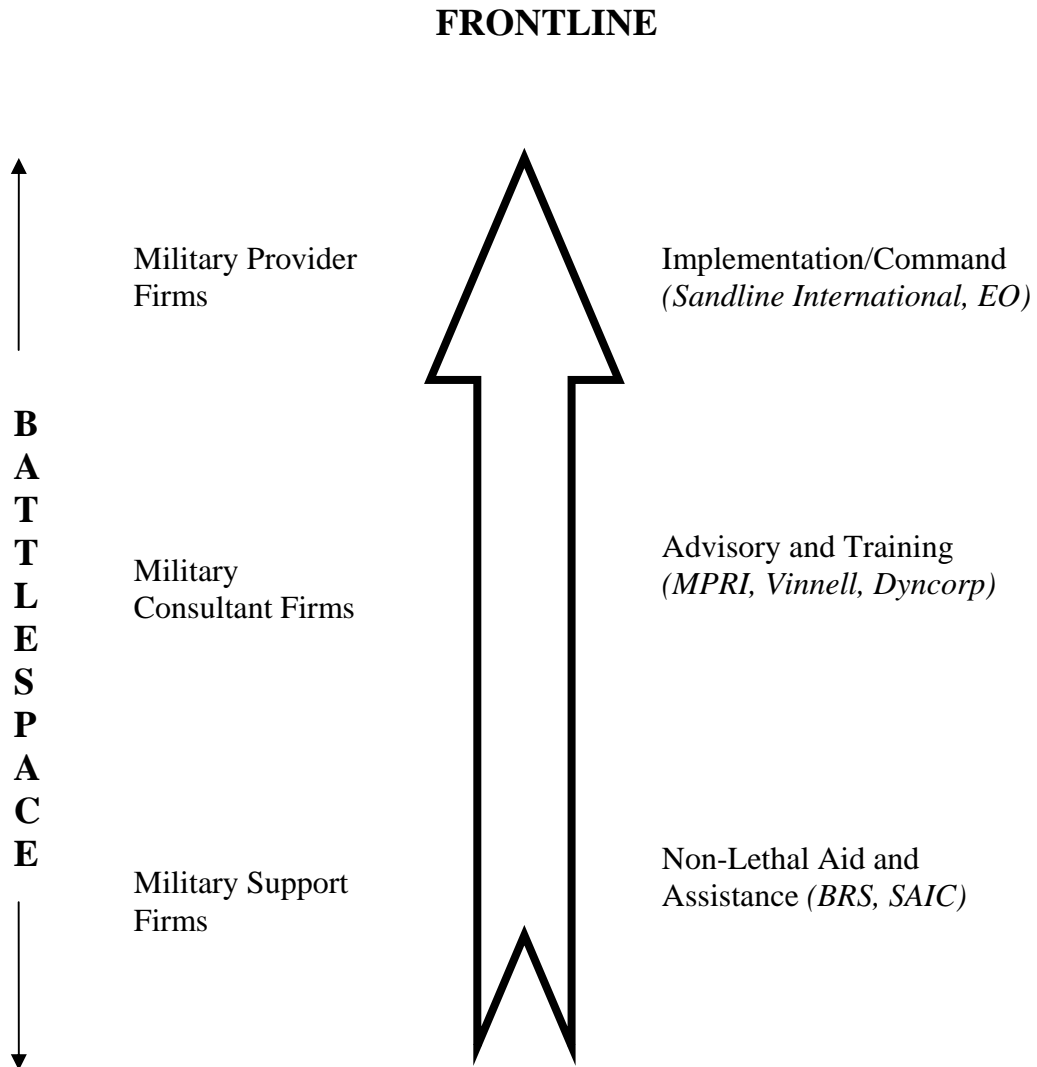 FRONTLINE
Military Provider
Firms
Implementation/Command
(Sandline International, EO)
B
A
T
T
L
E
S
P
A
C
E
Military
Consultant Firms
Advisory and Training
(MPRI, Vinnell, Dyncorp)
Military Support
Firms
Non-Lethal Aid and
Assistance (BRS, SAIC)